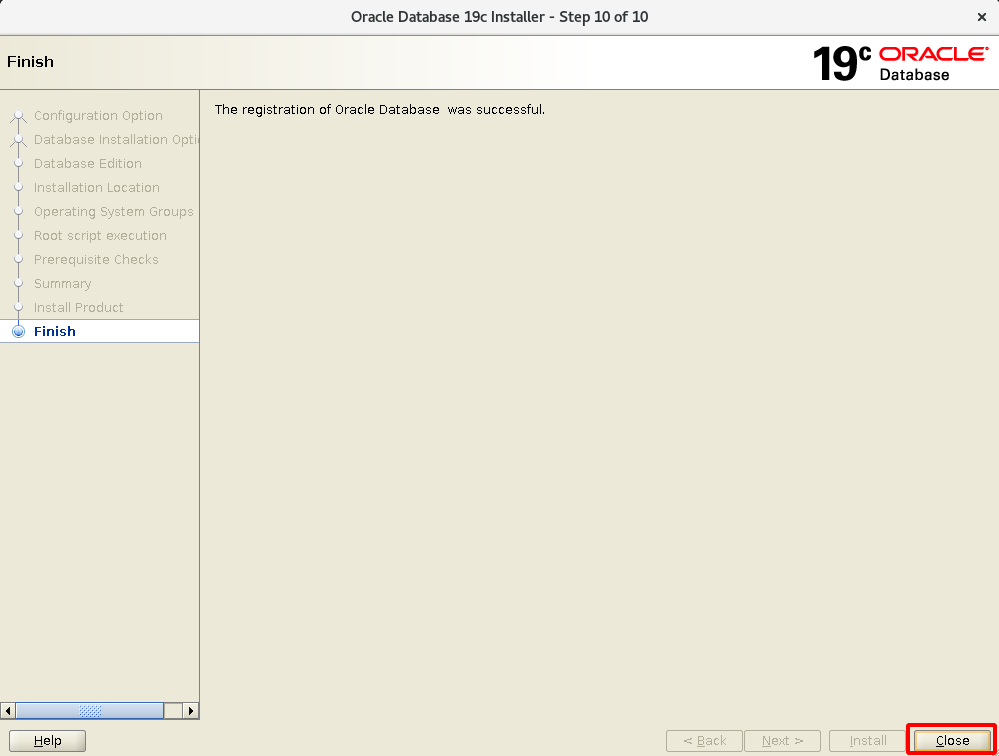 Oracle Database 19c Installer - Step 10 of 10
×
Finish
19c ORACLE
Database
Configuration Option
Database Installation Opti
Database Edition
Installation Location
Operating System Groups
Root script execution
Prerequisite Checks
Summary
Install Product
Finish
The registration of Oracle Database  was successful.
Help
< Back
Next >
Install
Close